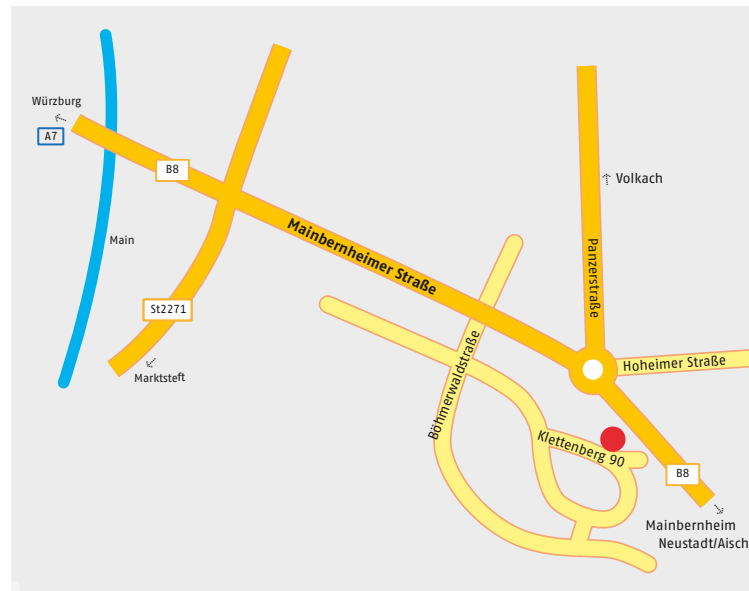 Würzburg
A7
B8
Volkach
Main
Mainbernheimer Straße
Panzerstraße
St2271
Marktsteft
Böhmerwaldstraße
Hoheimer Straße
Klettenberg 90
B8
Mainbernheim
Neustadt/Aisch